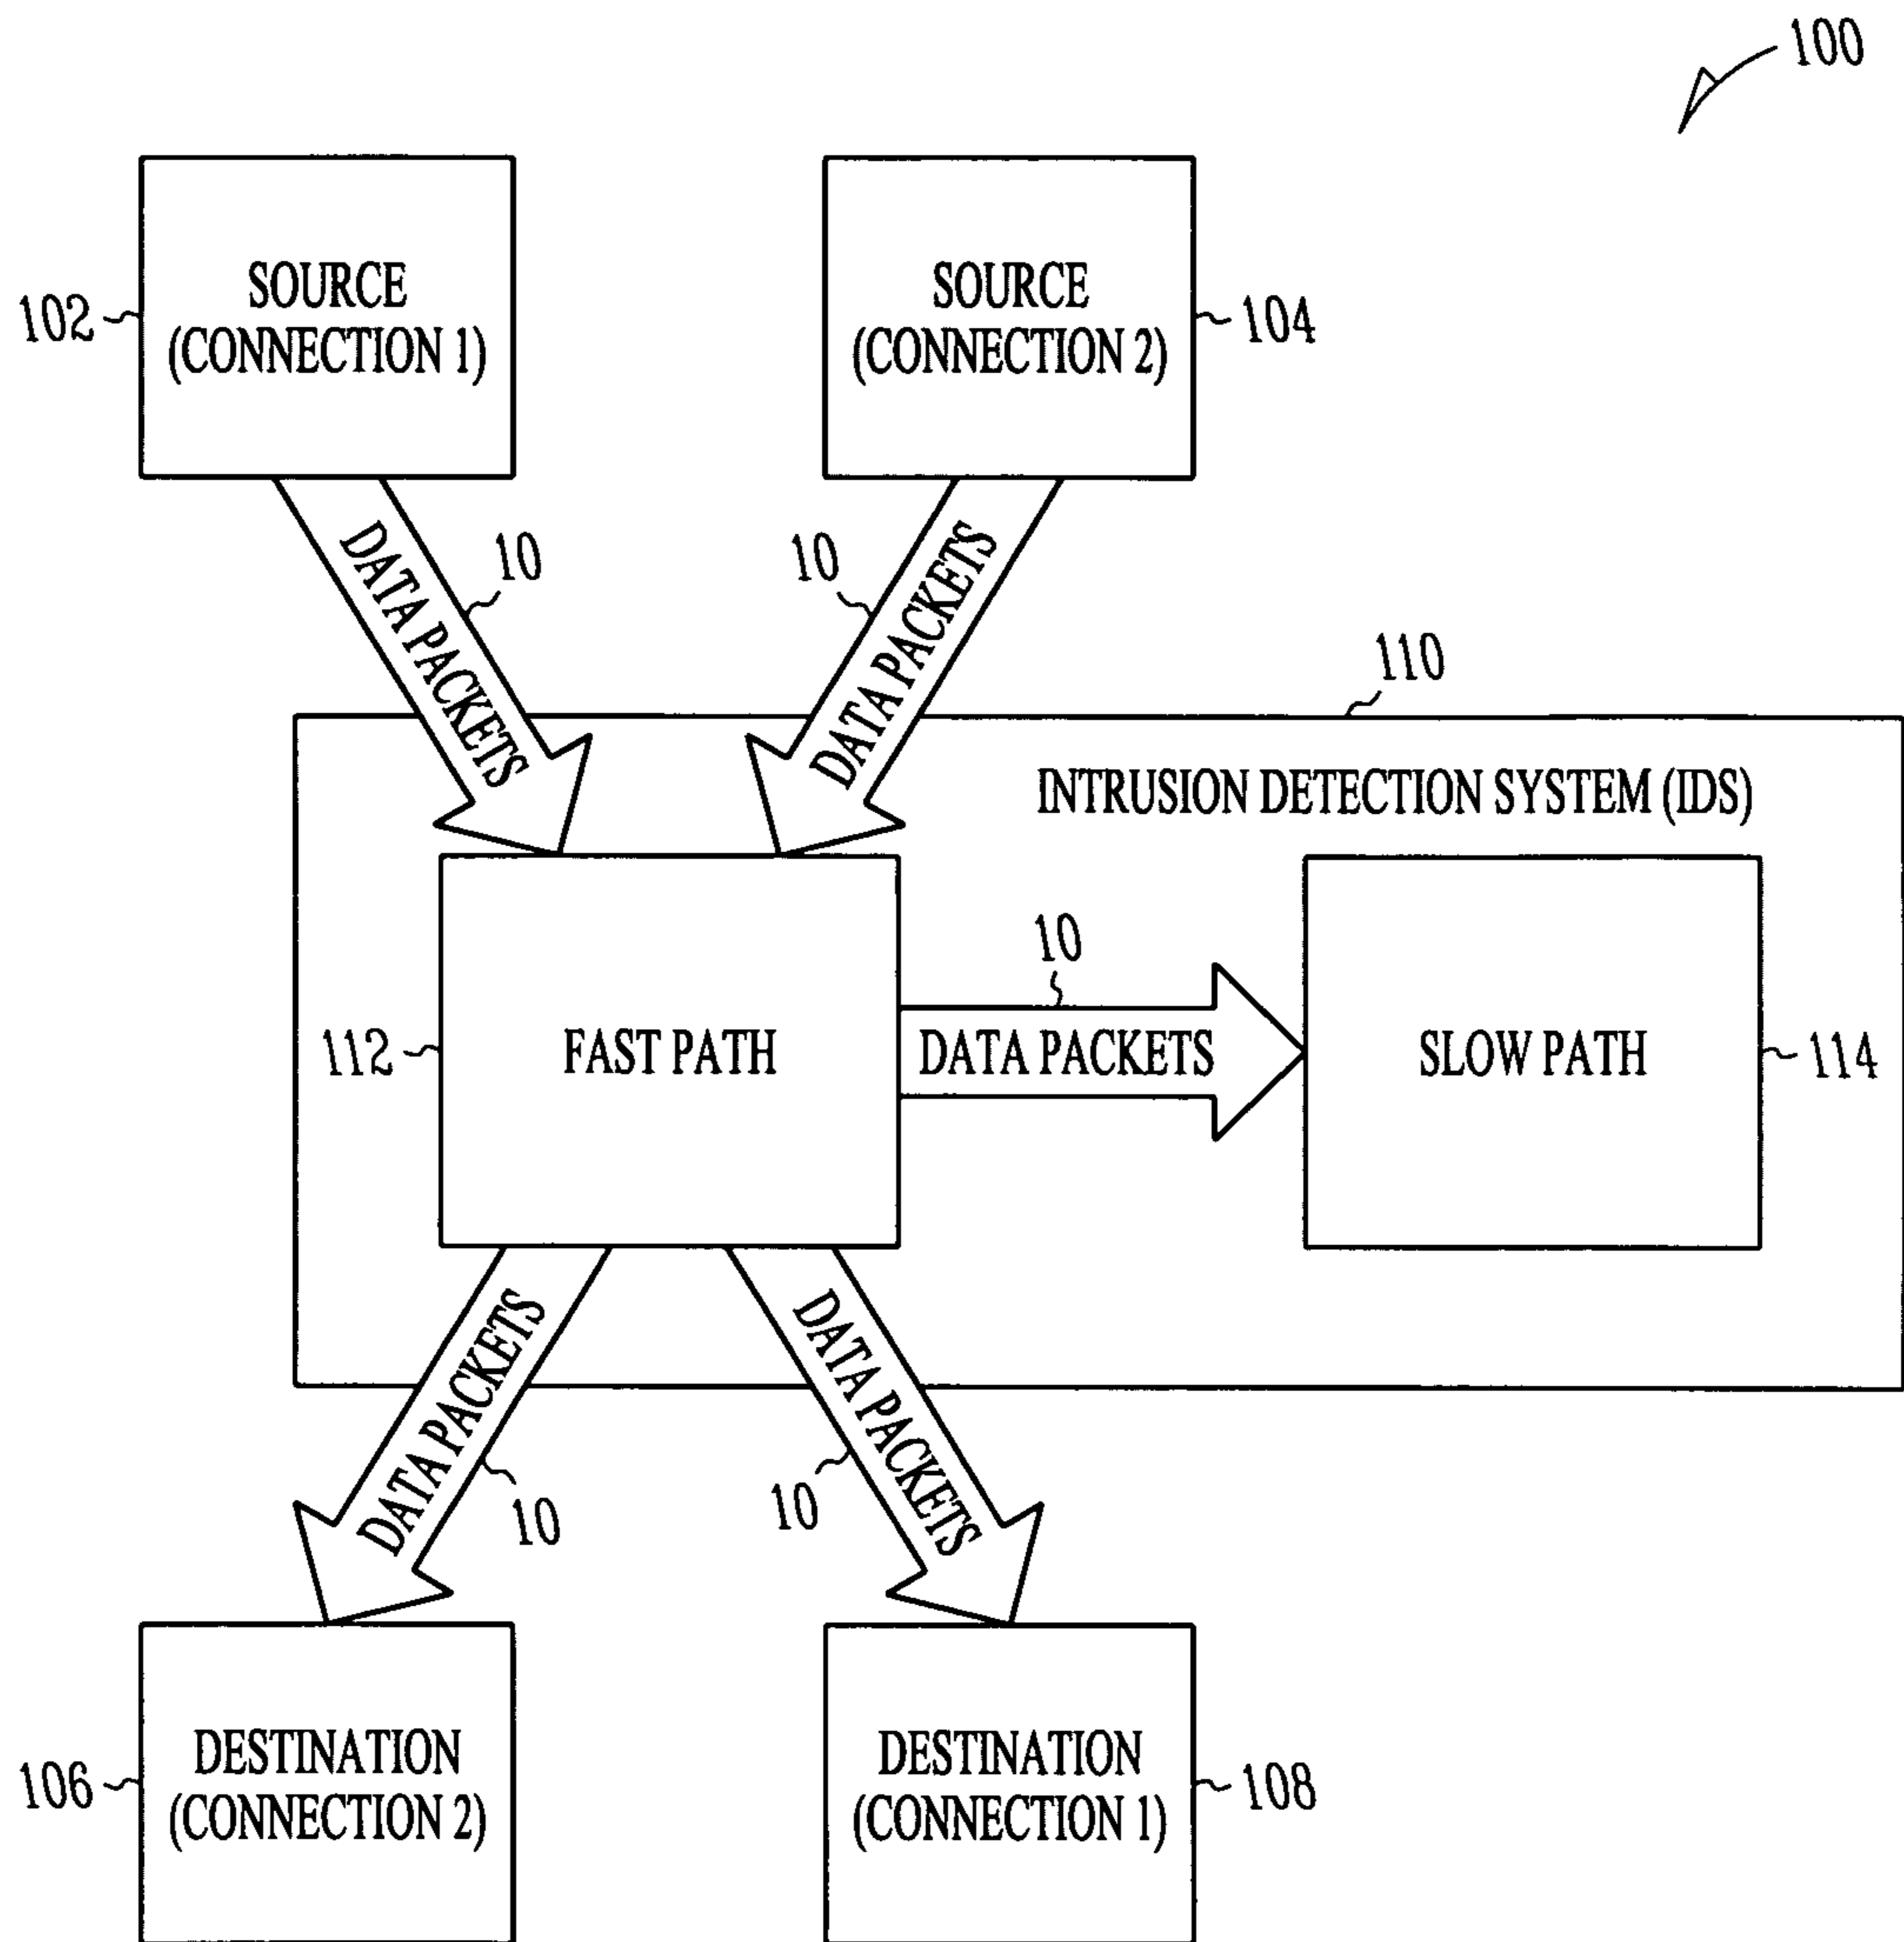 100
SOURCE
(CONNECTION 1)
102
SOURCE
(CONNECTION 2)
104
DATA PACKETS
10
10
DATA PACKETS
110
INTRUSION DETECTION SYSTEM (IDS)
112
FAST PATH
10
DATA PACKETS
SLOW PATH
114
DATA PACKETS
10
10
DATA PACKETS
106
DESTINATION
(CONNECTION 2)
DESTINATION
(CONNECTION 1)
108